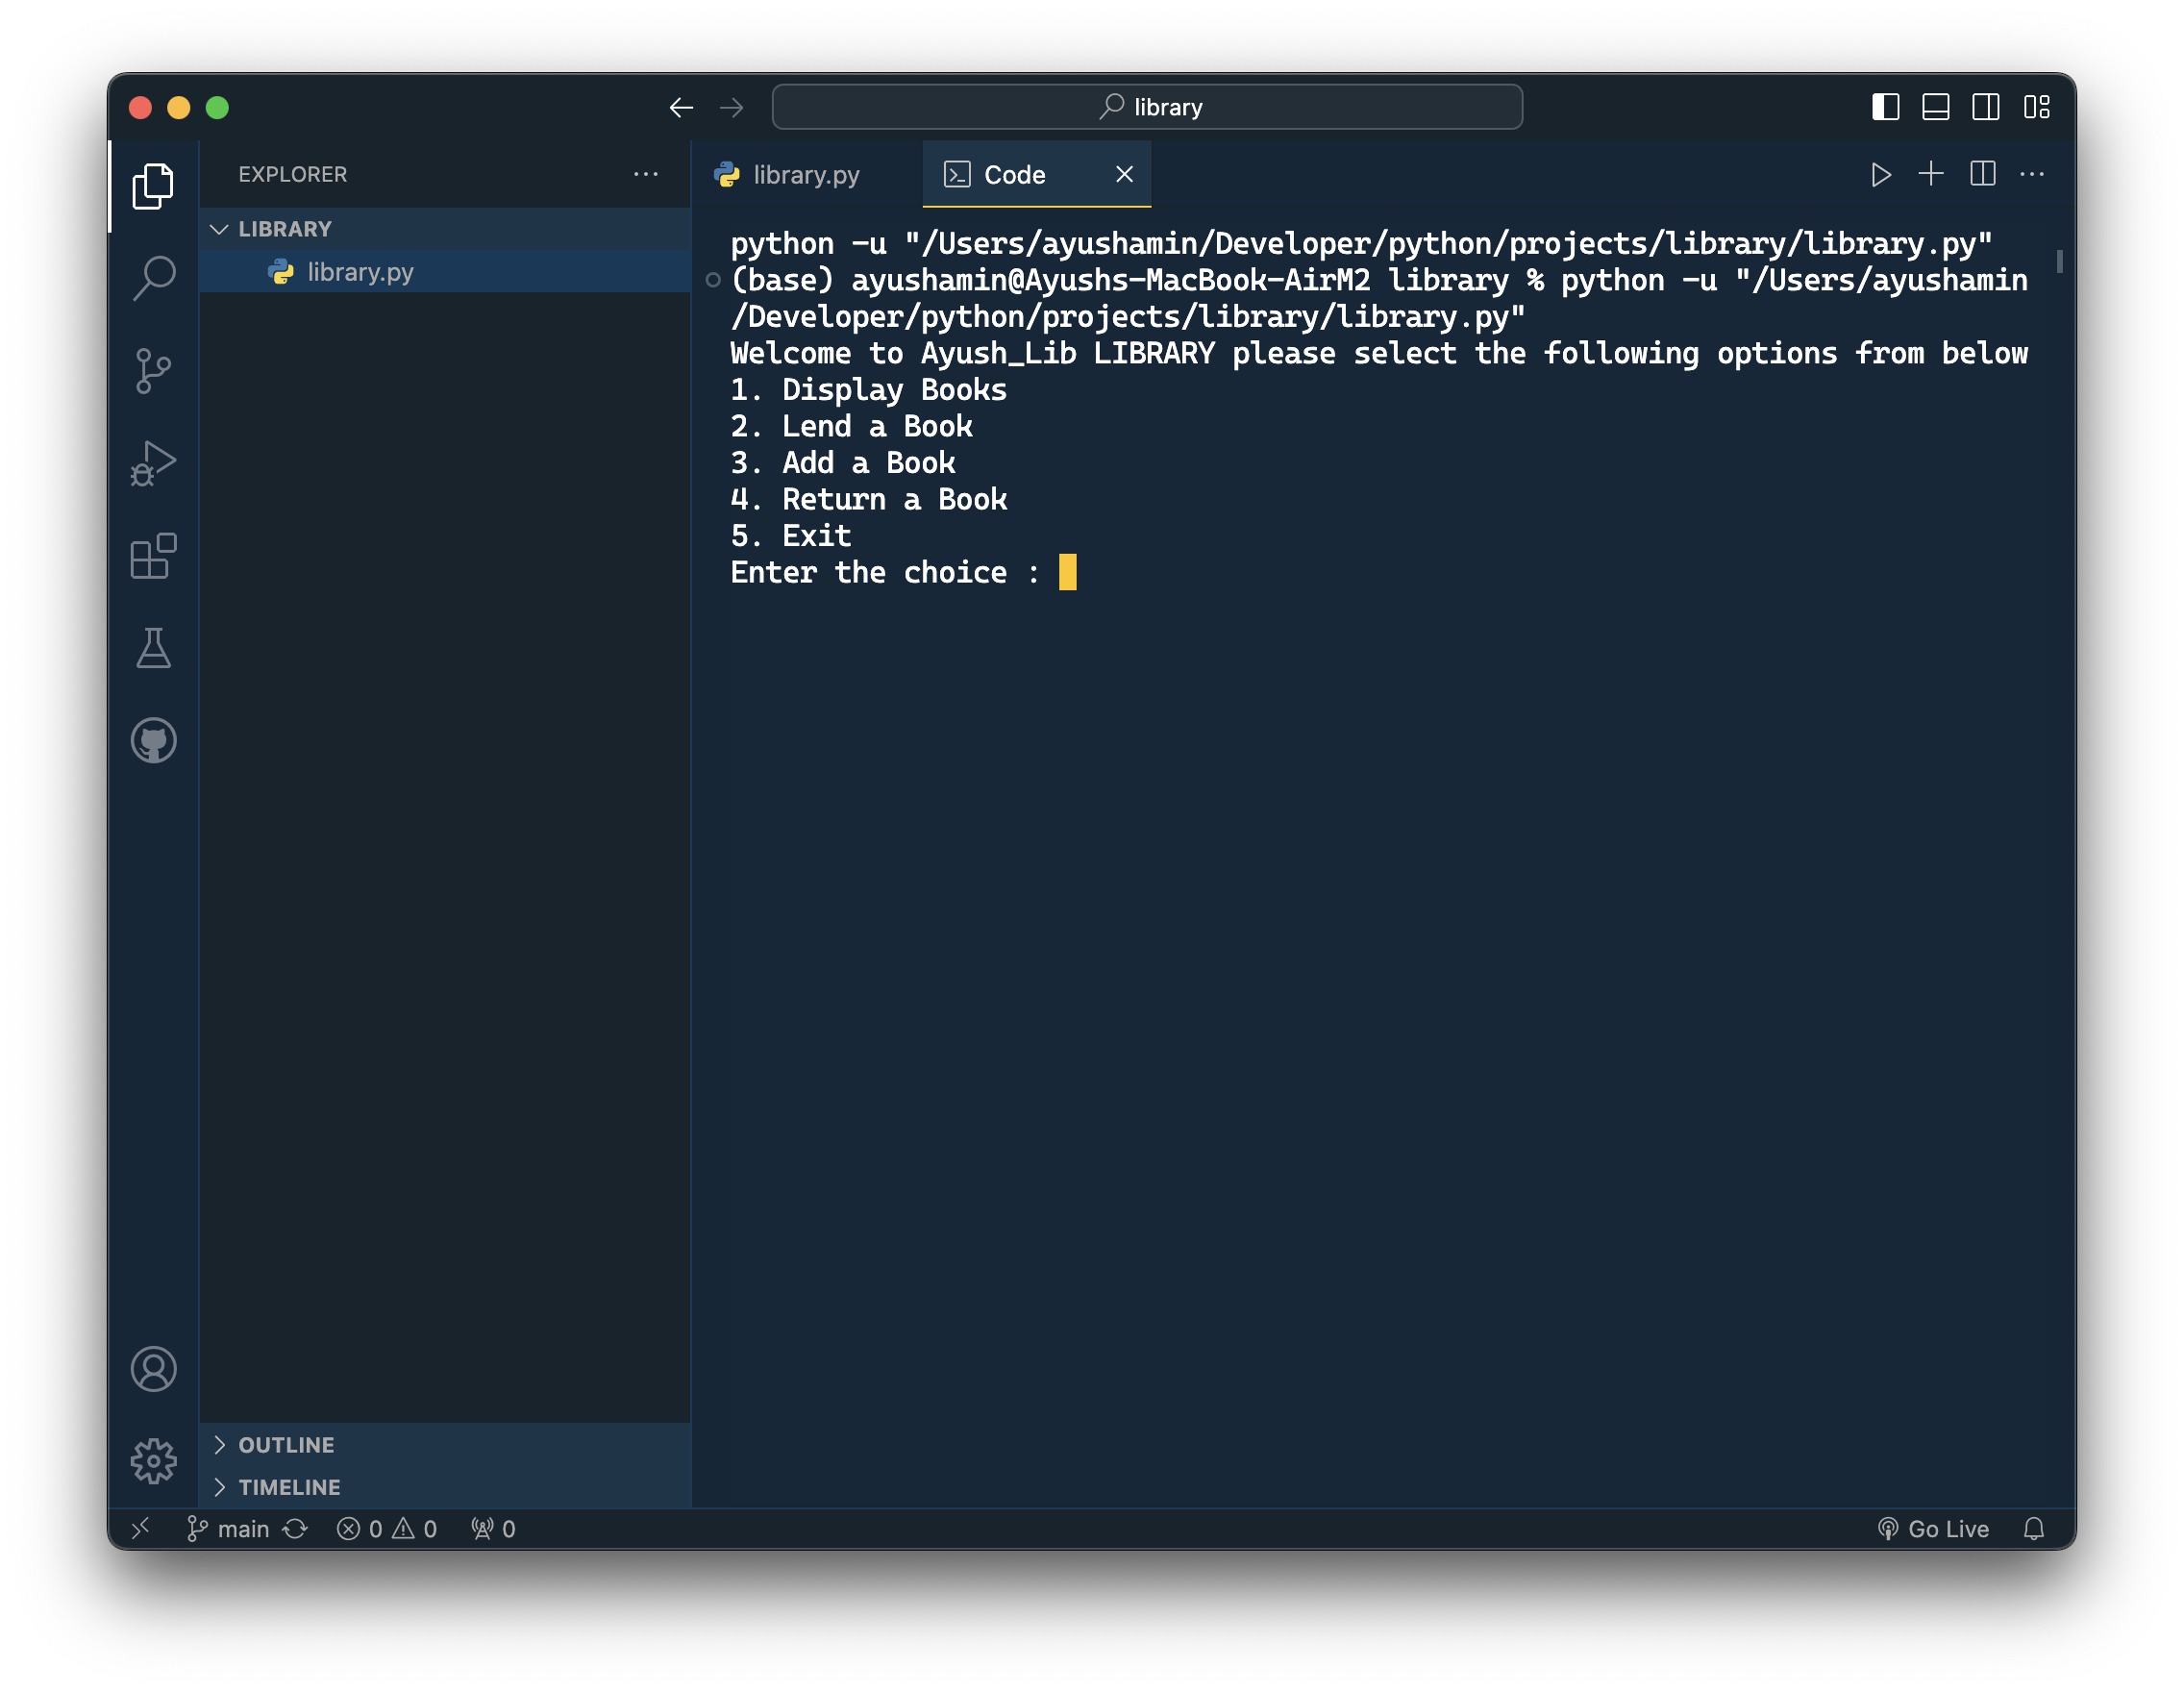 library
EXPLORER
LIBRARY
library.py
OUTLINE
TIMELINE
library.py
Code
python -u "/Users/ayushamin/Developer/python/projects/library/library.py"
(base) ayushamin@Ayushs-MacBook-AirM2 library % python -u "/Users/ayushamin
/Developer/python/projects/library/library.py"
Welcome to Ayush_Lib LIBRARY please select the following options from below
1. Display Books
2. Lend a Book
3. Add a Book
4. Return a Book
5. Exit
Enter the choice :
main 0 0 0 Go Live